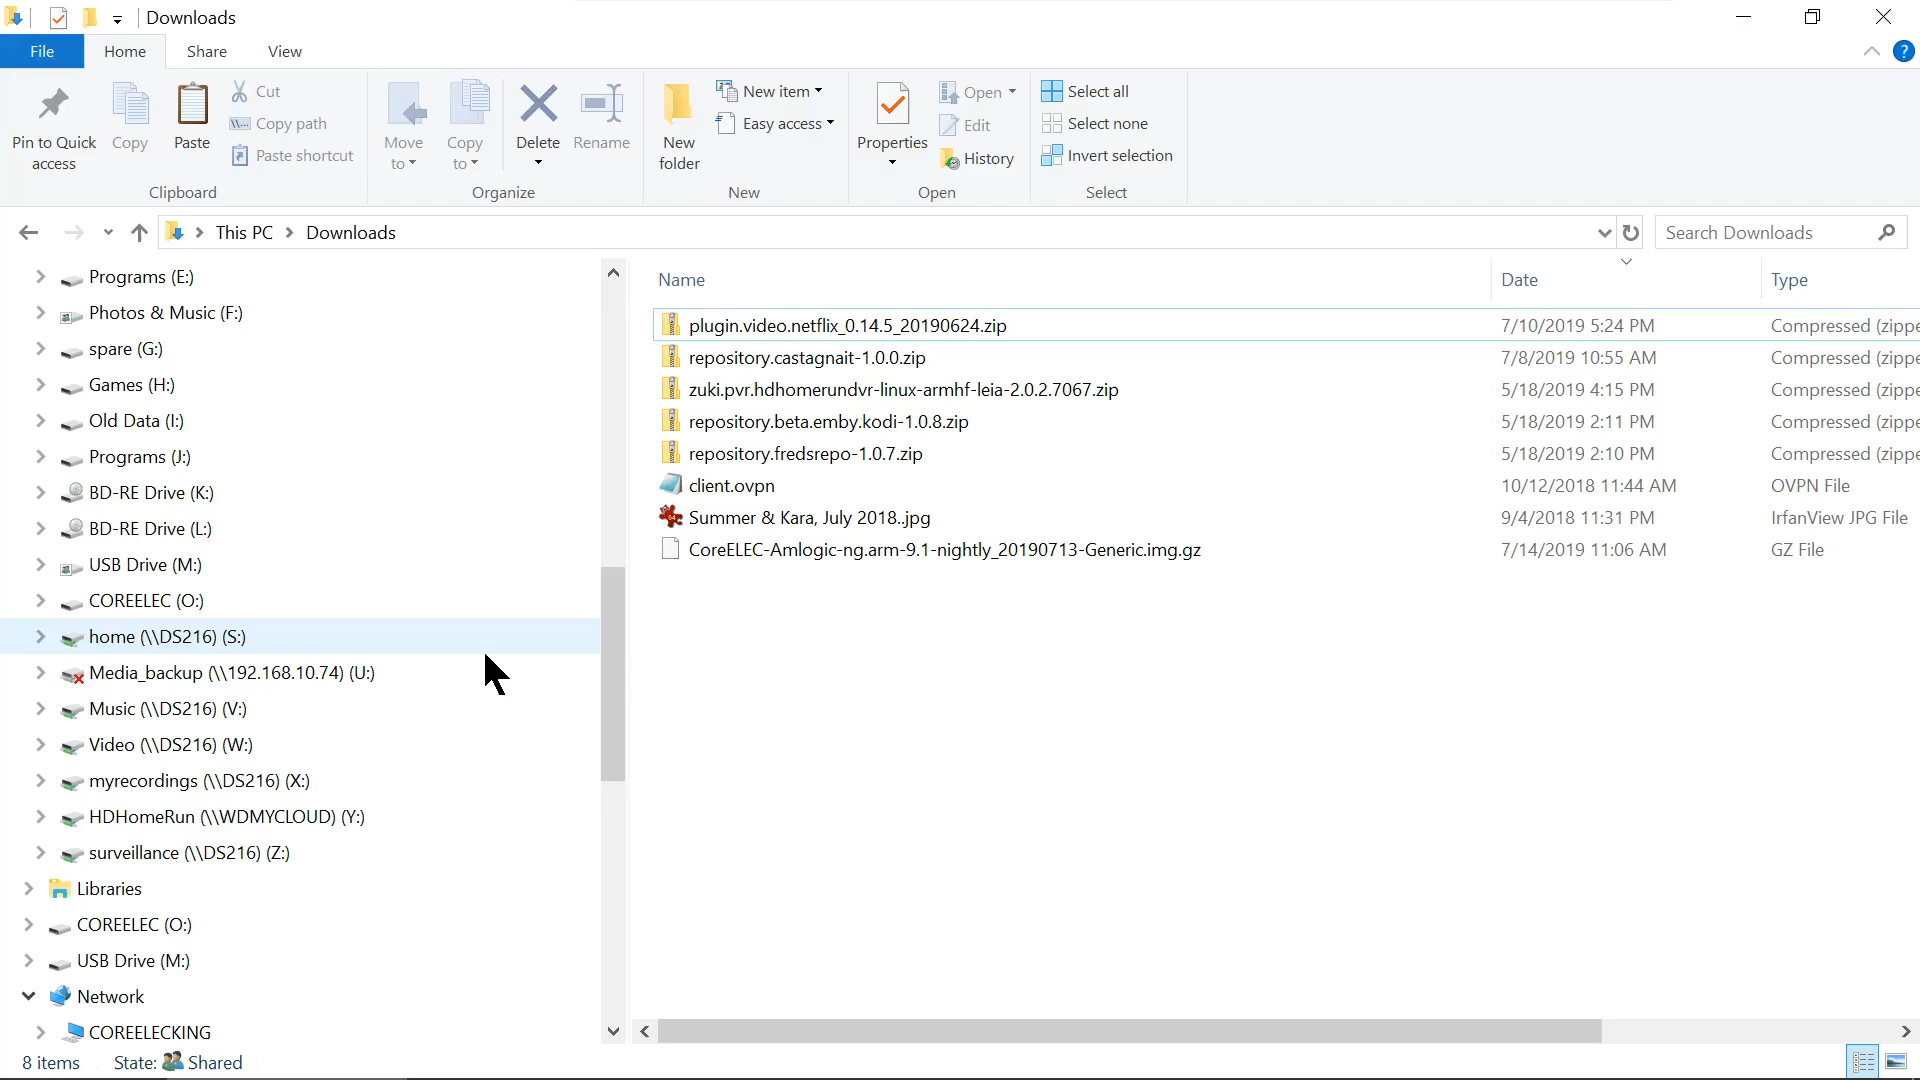 Downloads
File Home Share View
Pin to Quick access
Copy
Paste
Cut
Copy path
Paste shortcut
Clipboard
Move to
Copy to
Delete
Rename
Organize
New folder
New item
Easy access
New
Properties
Open
Edit
History
Open
Select all
Select none
Invert selection
Select
This PC > Downloads
Search Downloads
Programs (E:)
Photos & Music (F:)
spare (G:)
Games (H:)
Old Data (I:)
Programs (J:)
BD-RE Drive (K:)
BD-RE Drive (L:)
USB Drive (M:)
COREELEC (O:)
home (\\DS216) (S:)
Media_backup (\\192.168.10.74) (U:)
Music (\\DS216) (V:)
Video (\\DS216) (W:)
myrecordings (\\DS216) (X:)
HDHomeRun (\\WDMYCLOUD) (Y:)
surveillance (\\DS216) (Z:)
Libraries
COREELEC (O:)
USB Drive (M:)
Network
COREELECKING
Name Date Type
plugin.video.netflix_0.14.5_20190624.zip 7/10/2019 5:24 PM Compressed (zippe
repository.castagnait-1.0.0.zip 7/8/2019 10:55 AM Compressed (zippe
zuki.pvr.hdhomerundvr-linux-armhf-leia-2.0.2.7067.zip 5/18/2019 4:15 PM Compressed (zippe
repository.beta.emby.kodi-1.0.8.zip 5/18/2019 2:11 PM Compressed (zippe
repository.fredsrepo-1.0.7.zip 5/18/2019 2:10 PM Compressed (zippe
client.ovpn 10/12/2018 11:44 AM OVPN File
Summer & Kara, July 2018..jpg 9/4/2018 11:31 PM IrfanView JPG File
CoreELEC-Amlogic-ng.arm-9.1-nightly_20190713-Generic.img.gz 7/14/2019 11:06 AM GZ File
8 items State: Shared